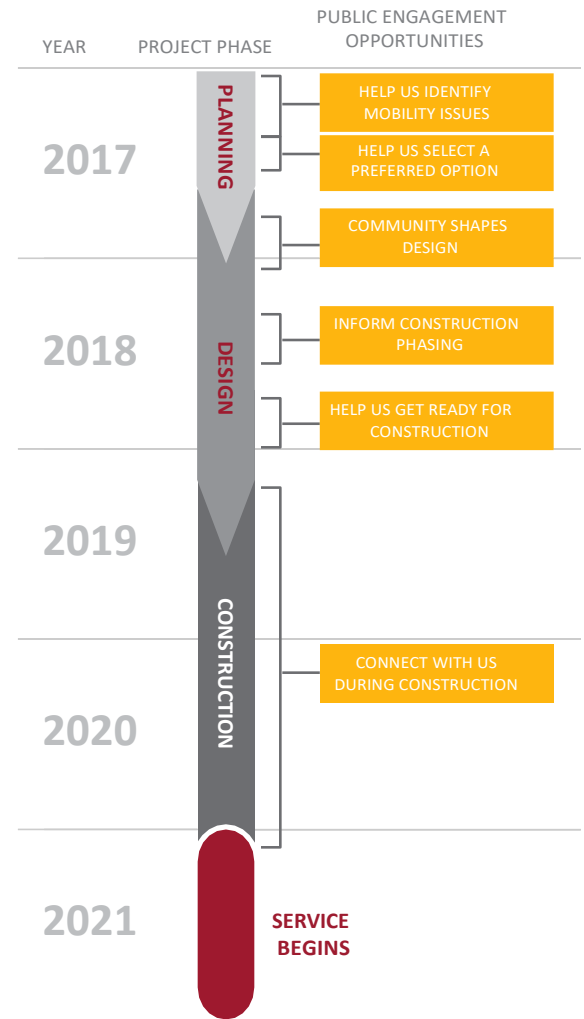 YEAR
PROJECT PHASE
PUBLIC ENGAGEMENT
OPPORTUNITIES
2017
PLANNING
HELP US IDENTIFY
MOBILITY ISSUES
HELP US SELECT A
PREFERRED OPTION
COMMUNITY SHAPES
DESIGN
2018
DESIGN
INFORM CONSTRUCTION
PHASING
HELP US GET READY FOR
CONSTRUCTION
2019
CONSTRUCTION
2020
CONNECT WITH US
DURING CONSTRUCTION
2021
SERVICE
BEGINS